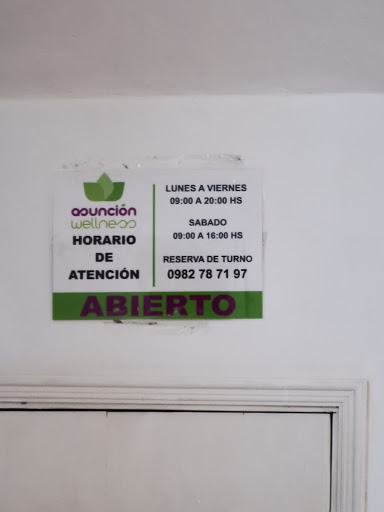 asunción
wellness
HORARIO
DE
ATENCIÓN
LUNES A VIERNES
09:00 A 20:00 HS
SABADO
09:00 A 16:00 HS
RESERVA DE TURNO
0982 78 71 97
ABIERTO